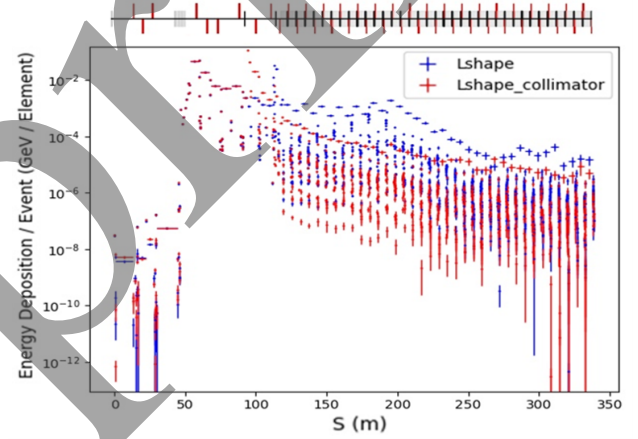 Lshape
Lshape_collimator
Energy Deposition / Event (GeV / Element)
10⁻²
10⁻⁴
10⁻⁶
10⁻⁸
10⁻¹⁰
10⁻¹²
0 50 100 150 200 250 300 350
S (m)